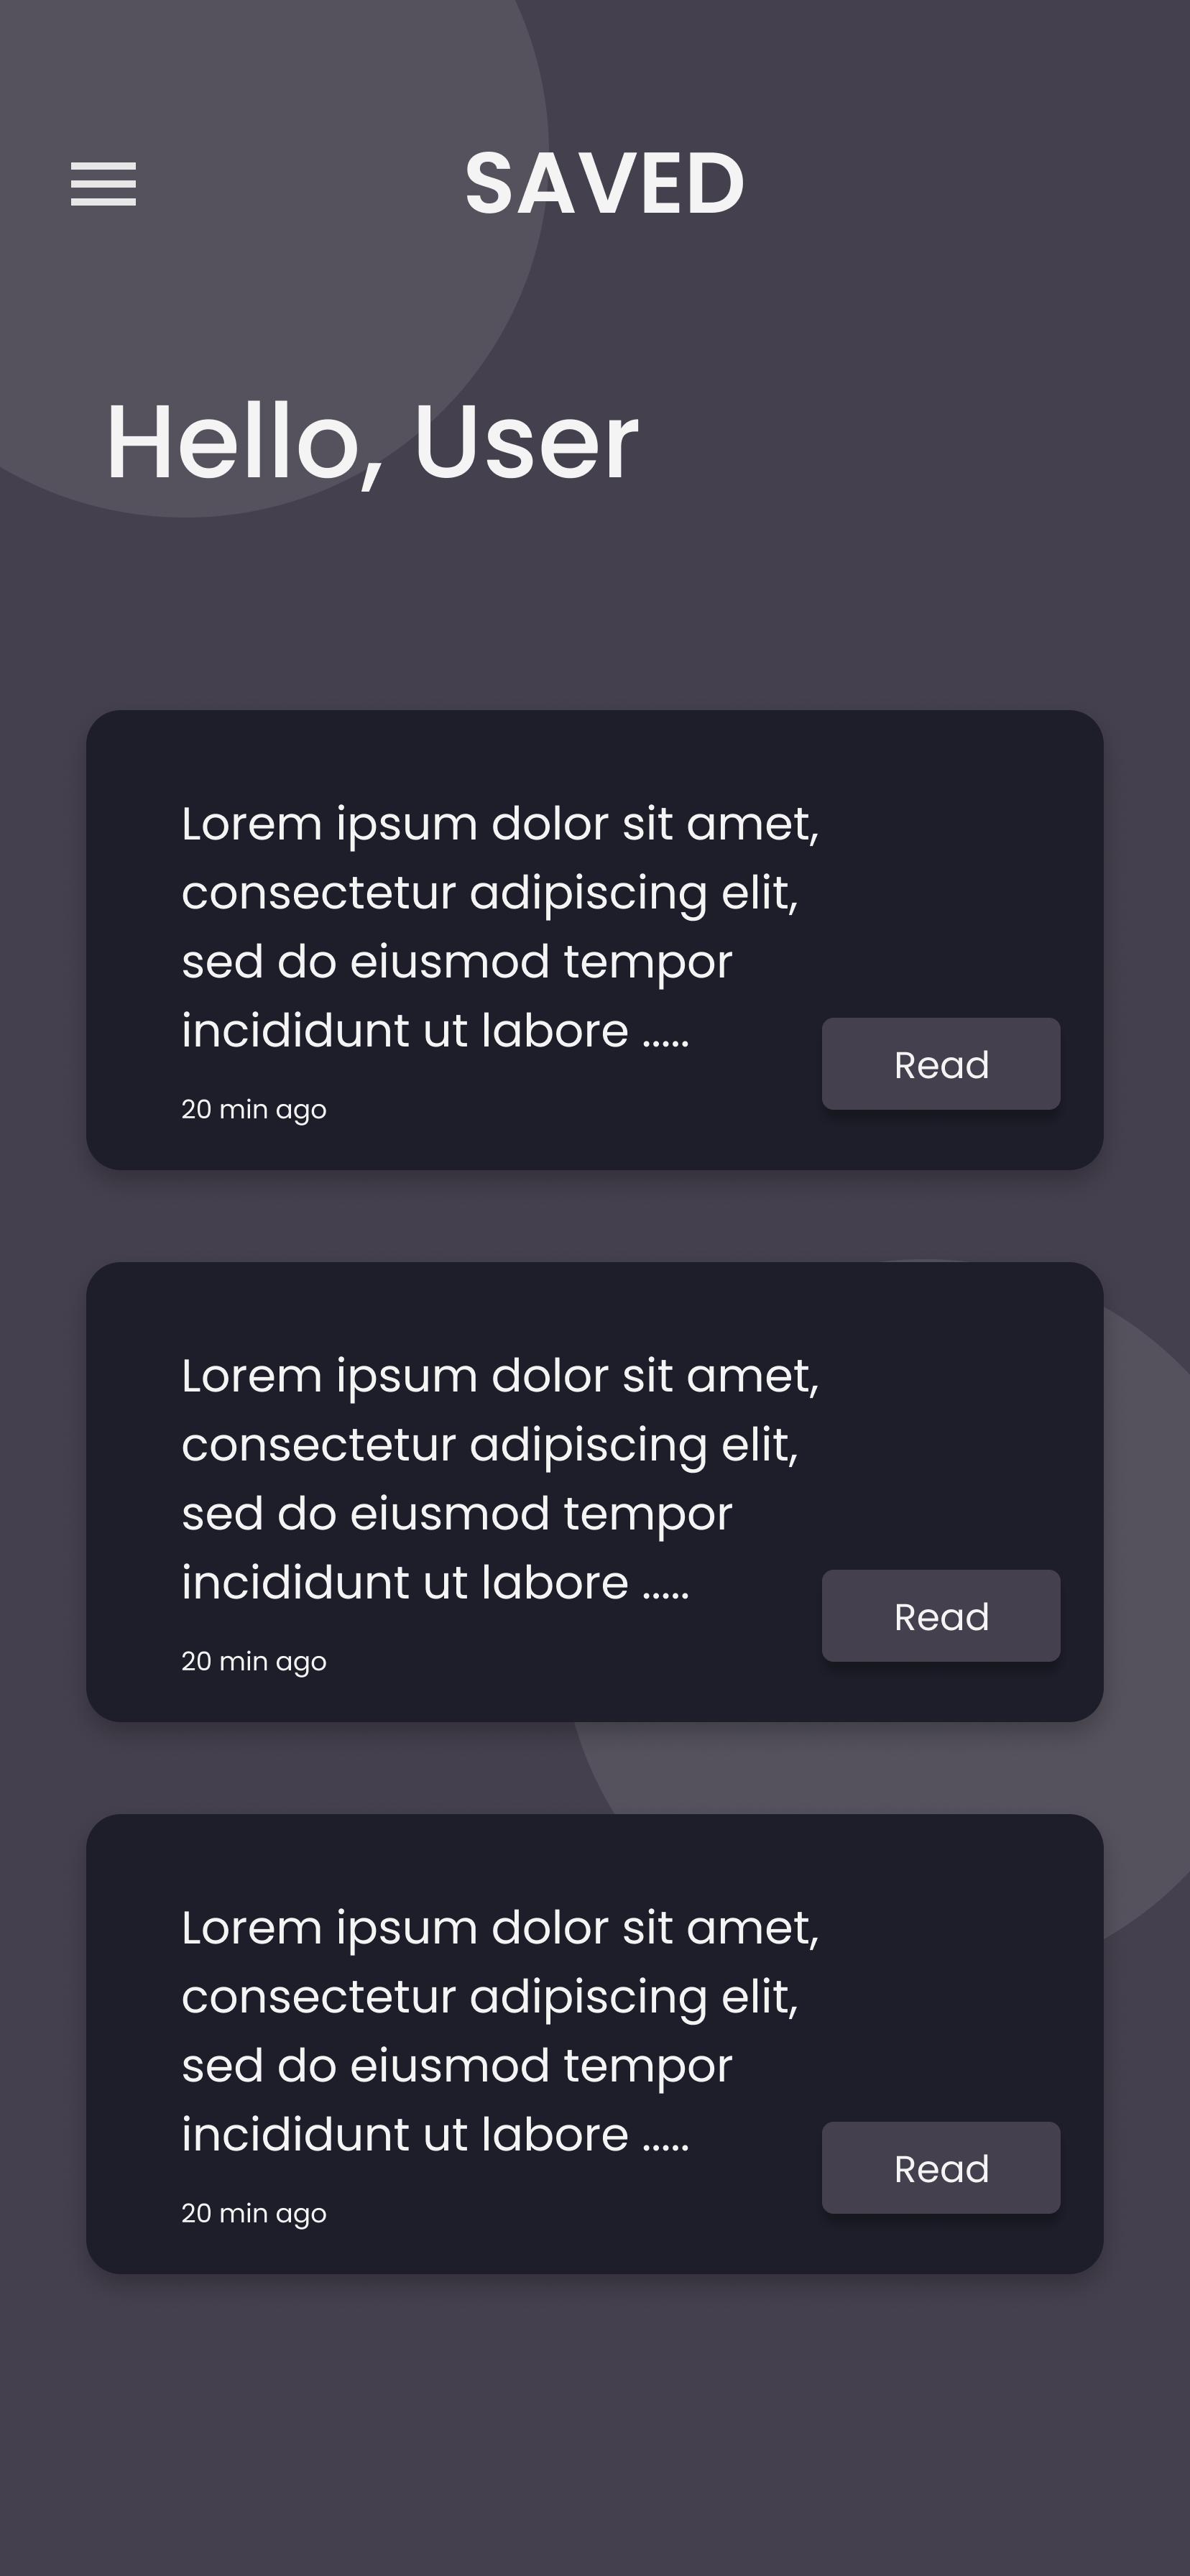 SAVED
Hello, User
Lorem ipsum dolor sit amet,
consectetur adipiscing elit,
sed do eiusmod tempor
incididunt ut labore .....
Read
20 min ago
Lorem ipsum dolor sit amet,
consectetur adipiscing elit,
sed do eiusmod tempor
incididunt ut labore .....
Read
20 min ago
Lorem ipsum dolor sit amet,
consectetur adipiscing elit,
sed do eiusmod tempor
incididunt ut labore .....
Read
20 min ago